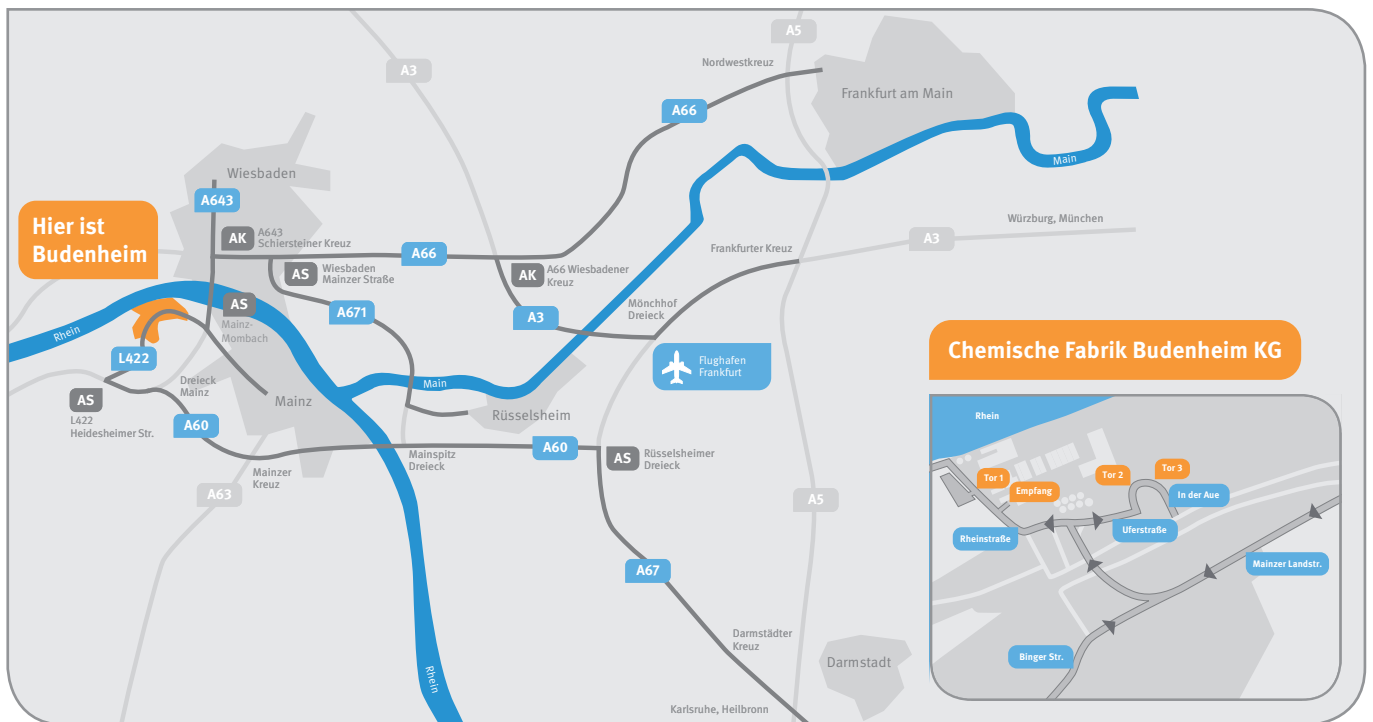 A5
Nordwestkreuz
A3
Frankfurt am Main
A66
Main
Wiesbaden
A643
Hier ist
Budenheim
AK
A643
Schiersteiner Kreuz
A66
Würzburg, München
A3
Frankfurter Kreuz
AS
Wiesbaden
Mainzer Straße
AK
A66 Wiesbadener
Kreuz
AS
Mainz-
Mombach
A671
A3
Mönchhof
Dreieck
Rhein
L422
Flughafen
Frankfurt
Chemische Fabrik Budenheim KG
Dreieck
Mainz
Main
AS
L422
Heidesheimer Str.
Mainz
A60
Rüsselsheim
Mainspitz
Dreieck
A60
AS
Rüsselsheimer
Dreieck
Mainzer
Kreuz
A63
A5
A67
Darmstädter
Kreuz
Darmstadt
Rhein
Karlsruhe, Heilbronn
Rhein
Tor 1
Empfang
Tor 2
Tor 3
In der Aue
Uferstraße
Rheinstraße
Mainzer Landstr.
Binger Str.